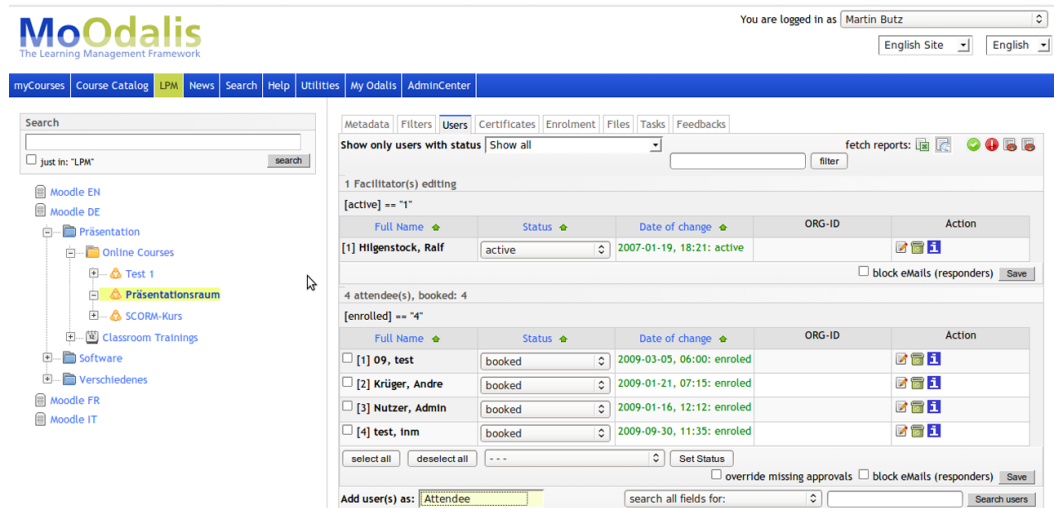 MoOdalis
The Learning Management Framework
You are logged in as Martin Butz
English Site English
myCourses Course Catalog LPM News Search Help Utilities My Odalis AdminCenter
Search
just in: "LPM" search
Moodle EN
Moodle DE
Präsentation
Online Courses
Test 1
Präsentationsraum
SCORM-Kurs
Classroom Trainings
Software
Verschiedenes
Moodle FR
Moodle IT
Metadata Filters Users Certificates Enrolment Files Tasks Feedbacks
Show only users with status Show all fetch reports:
filter
1 Facilitator(s) editing
[active] == "1"
Full Name Status Date of change ORG-ID Action
[1] Hilgenstock, Ralf active 2007-01-19, 18:21: active
block eMails (responders) Save
4 attendee(s), booked: 4
[enrolled] == "4"
Full Name Status Date of change ORG-ID Action
[1] 09, test booked 2009-03-05, 06:00: enroled
[2] Krüger, Andre booked 2009-01-21, 07:15: enroled
[3] Nutzer, Admin booked 2009-01-16, 12:12: enroled
[4] test, inm booked 2009-09-30, 11:35: enroled
select all deselect all - - - Set Status
override missing approvals block eMails (responders) Save
Add user(s) as: Attendee search all fields for: Search users